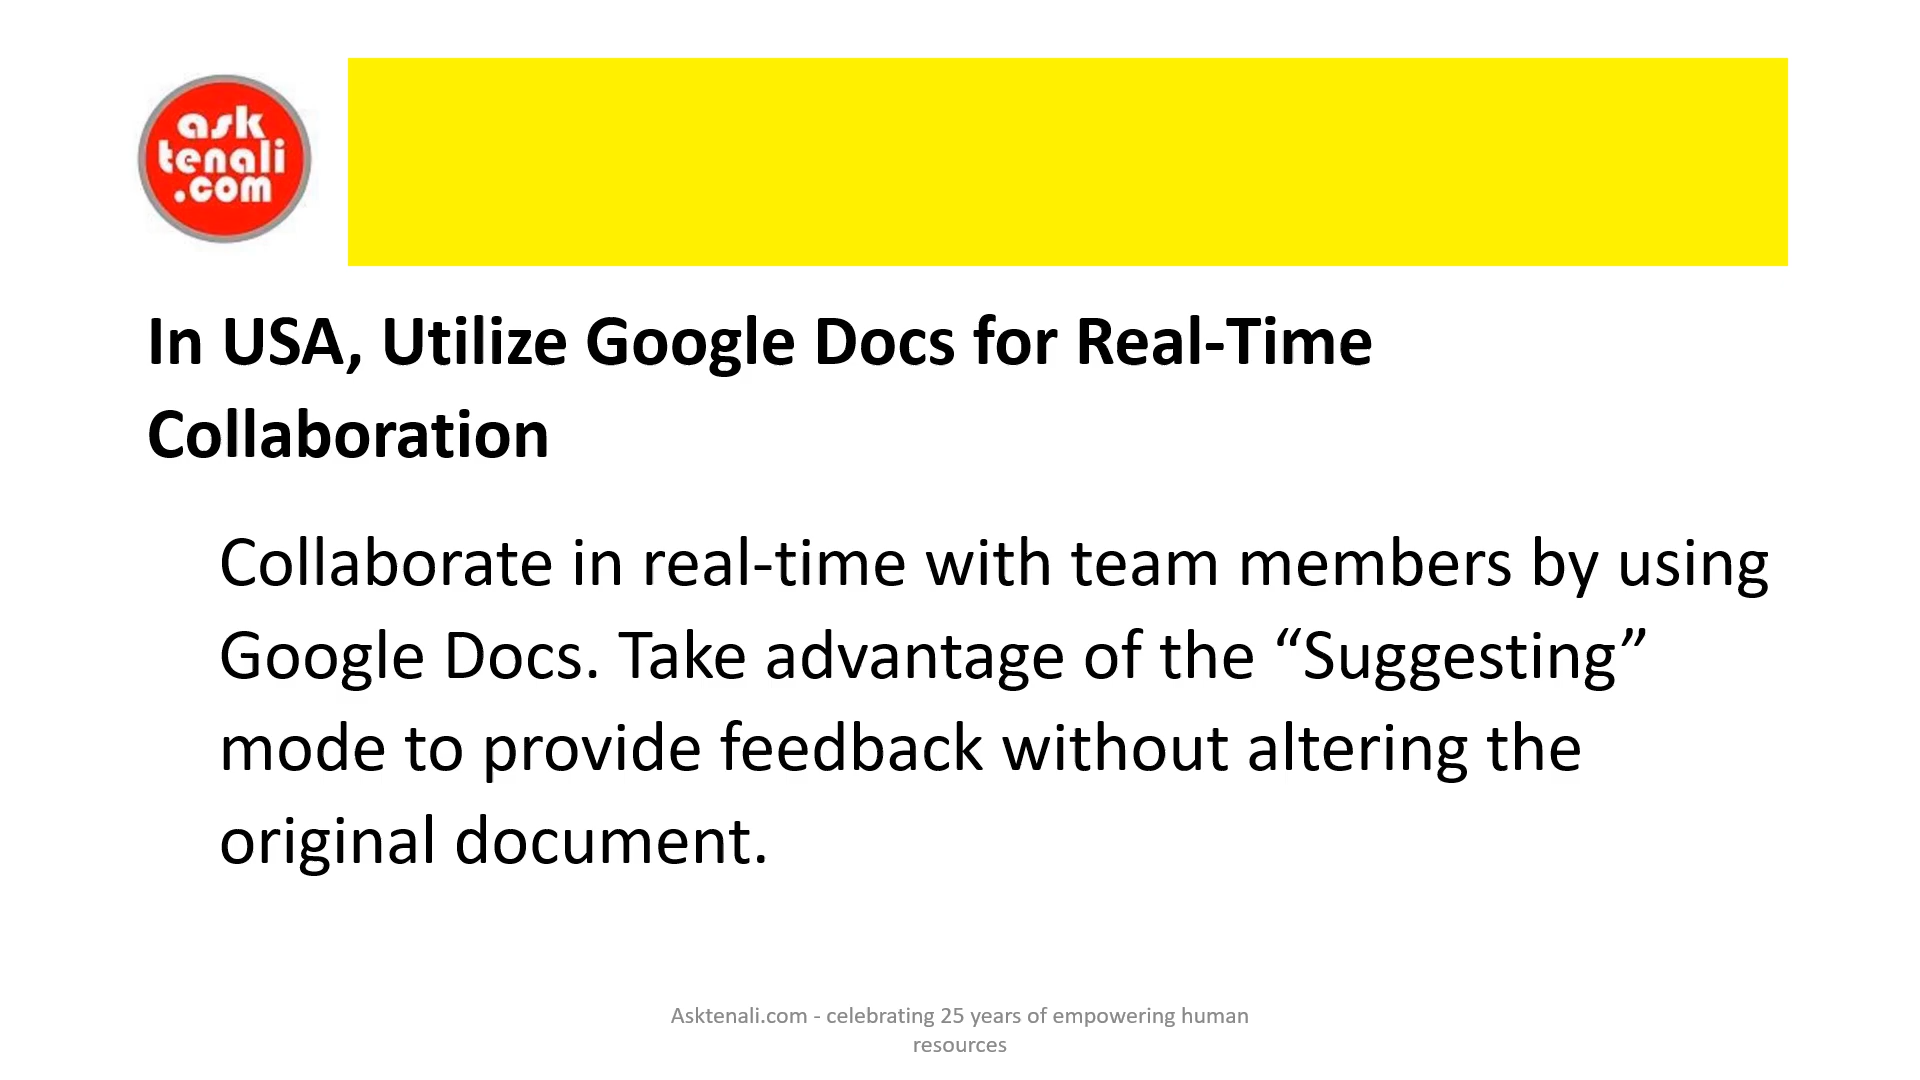 ask
tenali
.com
In USA, Utilize Google Docs for Real-Time
Collaboration
Collaborate in real-time with team members by using
Google Docs. Take advantage of the “Suggesting”
mode to provide feedback without altering the
original document.
Asktenali.com - celebrating 25 years of empowering human
resources